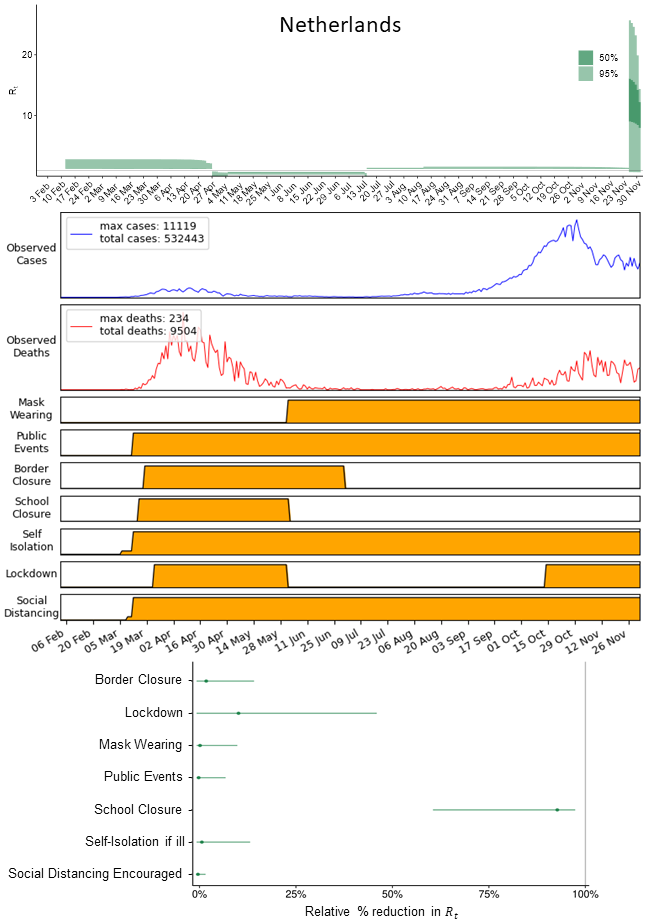 Netherlands
20
10
Rt
50%
95%
3 Feb
10 Feb
17 Feb
24 Feb
2 Mar
9 Mar
16 Mar
23 Mar
30 Mar
6 Apr
13 Apr
20 Apr
27 Apr
4 May
11 May
18 May
25 May
1 Jun
8 Jun
15 Jun
22 Jun
29 Jun
6 Jul
13 Jul
20 Jul
27 Jul
3 Aug
10 Aug
17 Aug
24 Aug
31 Aug
7 Sep
14 Sep
21 Sep
28 Sep
5 Oct
12 Oct
19 Oct
26 Oct
2 Nov
9 Nov
16 Nov
23 Nov
30 Nov
Observed
Cases
max cases: 11119
total cases: 532443
Observed
Deaths
max deaths: 234
total deaths: 9504
Mask
Wearing
Public
Events
Border
Closure
School
Closure
Self
Isolation
Lockdown
Social
Distancing
06 Feb
20 Feb
05 Mar
19 Mar
02 Apr
16 Apr
30 Apr
14 May
28 May
11 Jun
25 Jun
09 Jul
23 Jul
06 Aug
20 Aug
03 Sep
17 Sep
01 Oct
15 Oct
29 Oct
12 Nov
26 Nov
Border Closure
Lockdown
Mask Wearing
Public Events
School Closure
Self-Isolation if ill
Social Distancing Encouraged
0%
25%
50%
75%
100%
Relative % reduction in Rt